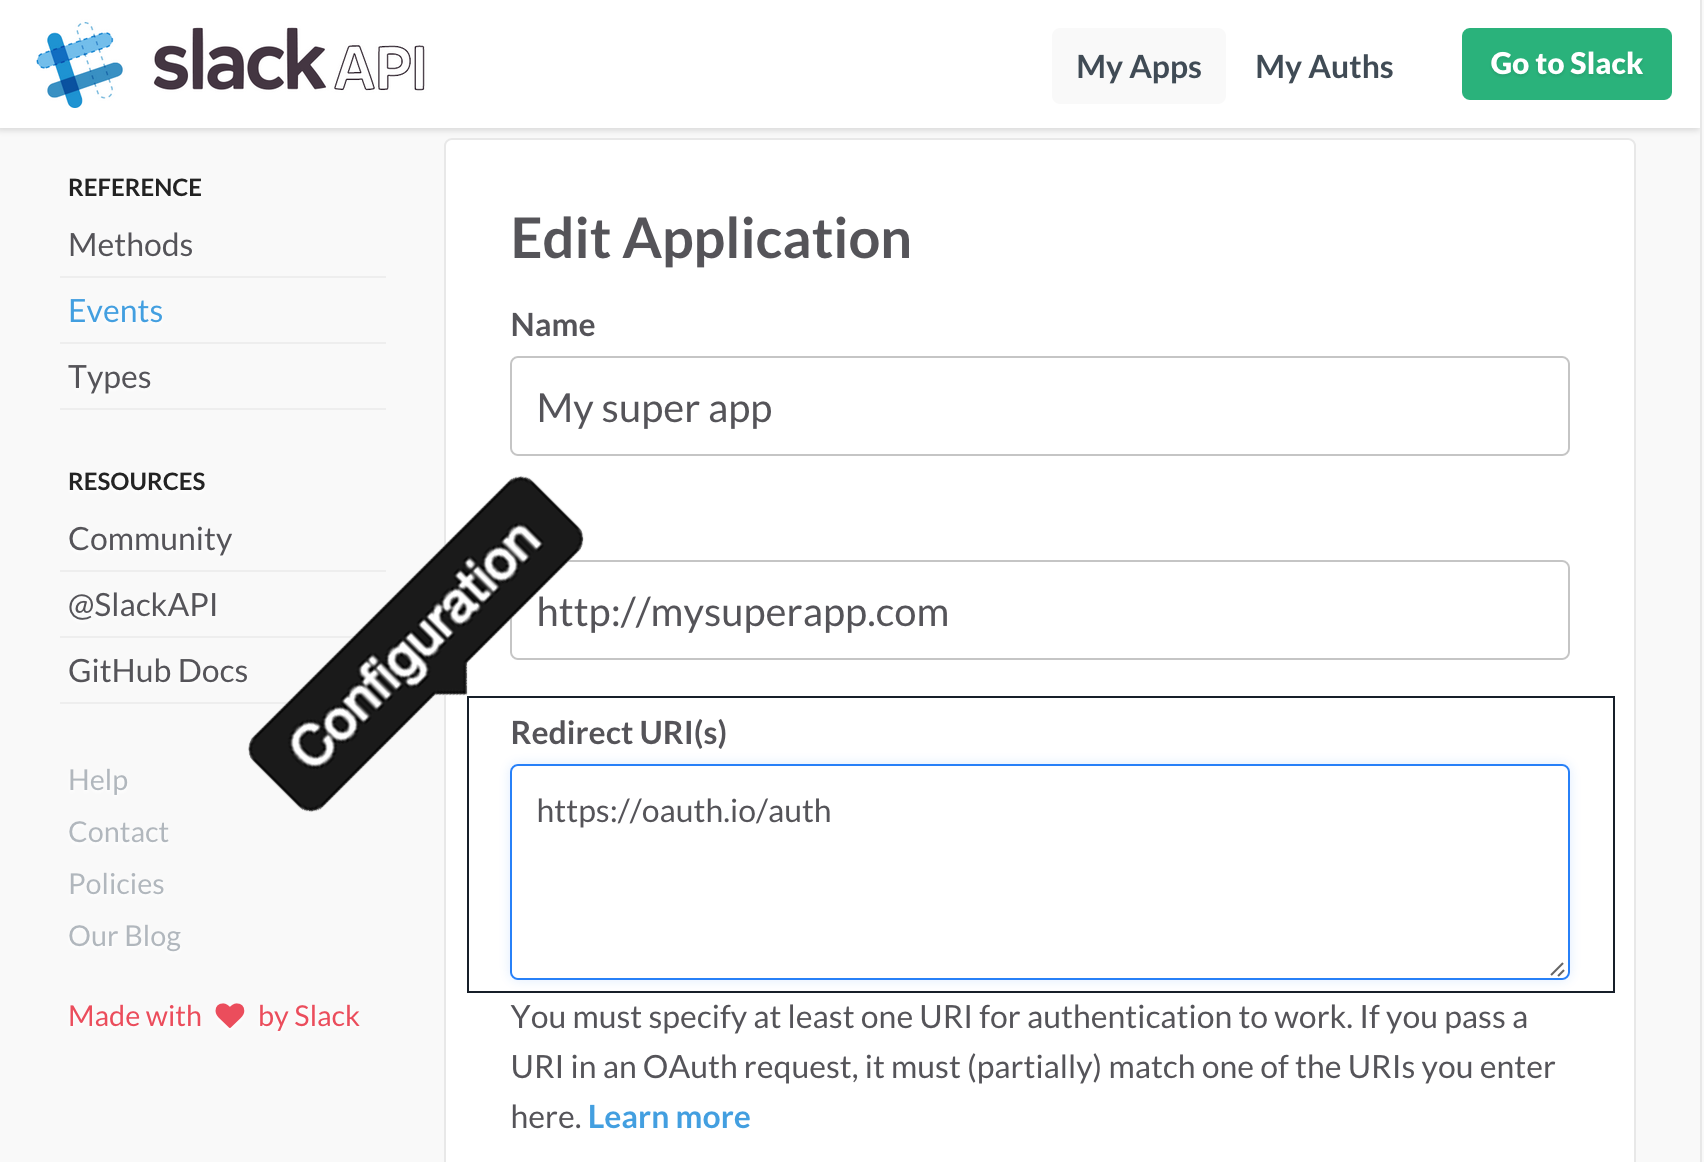 slack API
My Apps
My Auths
Go to Slack
REFERENCE
Methods
Events
Types
RESOURCES
Community
@SlackAPI
GitHub Docs
Help
Contact
Policies
Our Blog
Made with ♥ by Slack
Edit Application
Name
My super app
http://mysuperapp.com
Configuration
Redirect URI(s)
https://oauth.io/auth
You must specify at least one URI for authentication to work. If you pass a
URI in an OAuth request, it must (partially) match one of the URIs you enter
here. Learn more